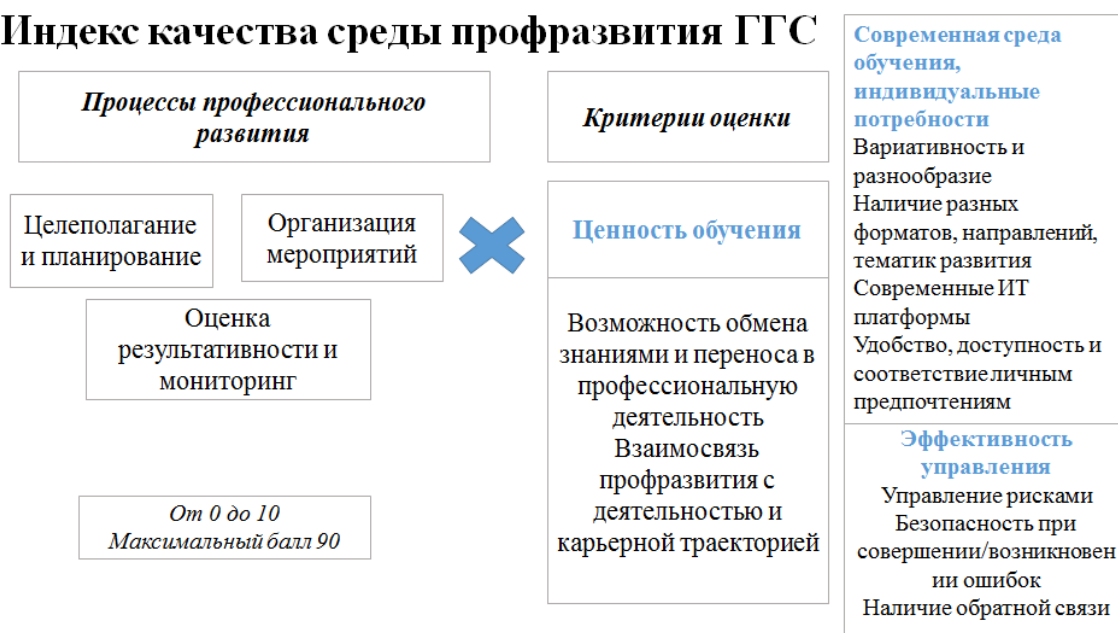 Индекс качества среды профразвития ГГС
Процессы профессионального
развития
Критерии оценки
Целеполагание
и планирование
Организация
мероприятий
Оценка
результативности и
мониторинг
От 0 до 10
Максимальный балл 90
Ценность обучения
Возможность обмена
знаниями и переноса в
профессиональную
деятельность
Взаимосвязь
профразвития с
деятельностью и
карьерной траекторией
Современная среда
обучения,
индивидуальные
потребности
Вариативность и
разнообразие
Наличие разных
форматов, направлений,
тематик развития
Современные ИТ
платформы
Удобство, доступность и
соответствие личным
предпочтениям
Эффективность
управления
Управление рисками
Безопасность при
совершении/возникновен
ии ошибок
Наличие обратной связи